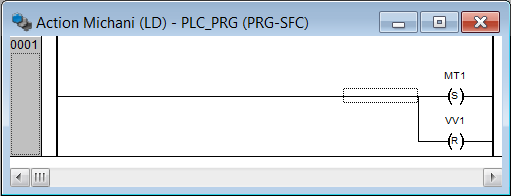 Action Michani (LD) - PLC_PRG (PRG-SFC)
0001
MT1
S
VV1
R